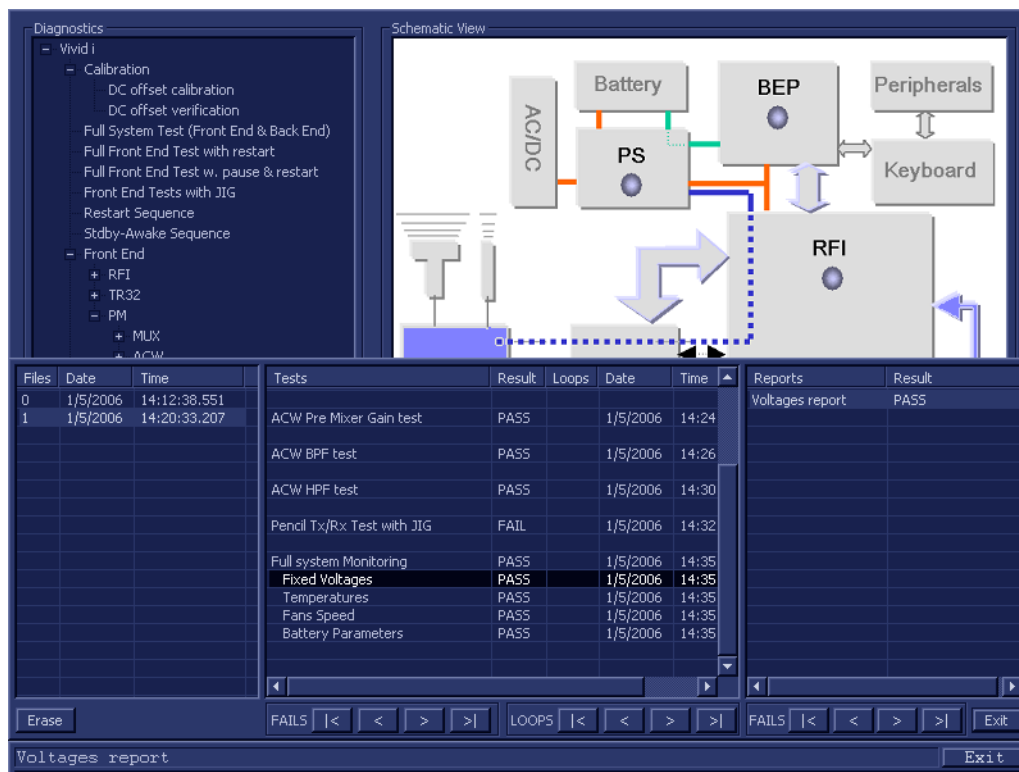 Diagnostics
Vivid i
Calibration
DC offset calibration
DC offset verification
Full System Test (Front End & Back End)
Full Front End Test with restart
Full Front End Test w. pause & restart
Front End Tests with JIG
Restart Sequence
Stdby-Awake Sequence
Front End
RFI
TR32
PM
MUX
ACW
Schematic View
AC/DC
Battery
PS
BEP
Peripherals
Keyboard
RFI
Files Date Time
0 1/5/2006 14:12:38.551
1 1/5/2006 14:20:33.207
Erase
Tests Result Loops Date Time
ACW Pre Mixer Gain test PASS 1/5/2006 14:24
ACW BPF test PASS 1/5/2006 14:26
ACW HPF test PASS 1/5/2006 14:30
Pencil Tx/Rx Test with JIG FAIL 1/5/2006 14:32
Full system Monitoring PASS 1/5/2006 14:35
Fixed Voltages PASS 1/5/2006 14:35
Temperatures PASS 1/5/2006 14:35
Fans Speed PASS 1/5/2006 14:35
Battery Parameters PASS 1/5/2006 14:35
FAILS |< < > >| LOOPS |< < > >|
Reports Result
Voltages report PASS
FAILS |< < > >| Exit
Voltages report Exit